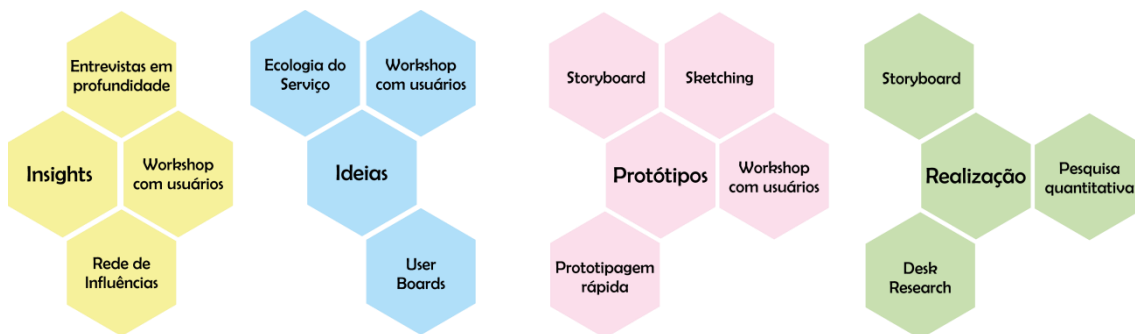 Entrevistas em
profundidade
Insights
Workshop
com usuários
Rede de
Influências
Ecologia do
Serviço
Workshop
com usuários
Ideias
User
Boards
Storyboard
Sketching
Protótipos
Workshop
com usuários
Prototipagem
rápida
Storyboard
Realização
Pesquisa
quantitativa
Desk
Research